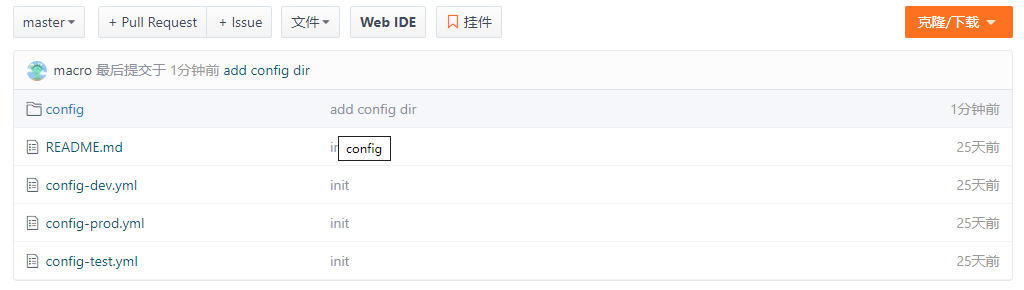 master + Pull Request + Issue 文件 Web IDE 挂件 克隆/下载
macro 最后提交于 1分钟前 add config dir
config add config dir 1分钟前
README.md 25天前
config
config-dev.yml init 25天前
config-prod.yml init 25天前
config-test.yml init 25天前